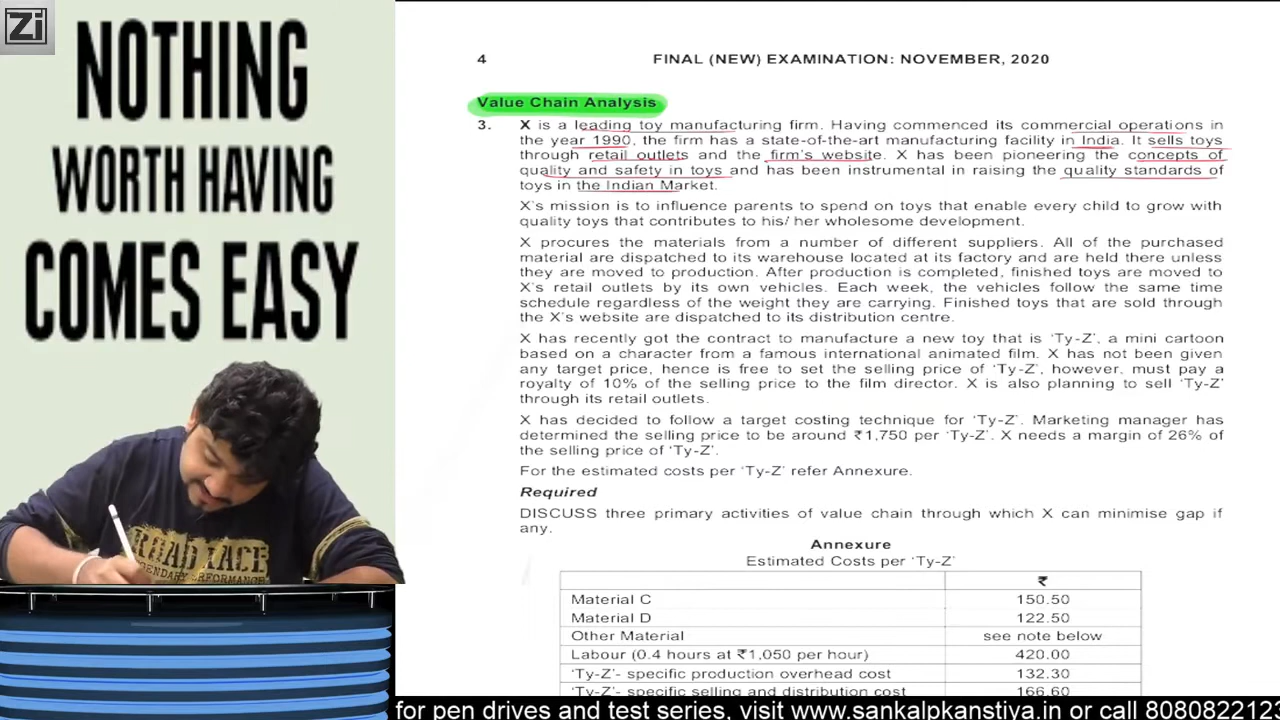 Zi
NOTHING
WORTH HAVING
COMES EASY
ROAD RACE
4 FINAL (NEW) EXAMINATION: NOVEMBER, 2020
Value Chain Analysis
3. X is a leading toy manufacturing firm. Having commenced its commercial operations in
the year 1990, the firm has a state-of-the-art manufacturing facility in India. It sells toys
through retail outlets and the firm's website. X has been pioneering the concepts of
quality and safety in toys and has been instrumental in raising the quality standards of
toys in the Indian Market.
X's mission is to influence parents to spend on toys that enable every child to grow with
quality toys that contributes to his/ her wholesome development.
X procures the materials from a number of different suppliers. All of the purchased
material are dispatched to its warehouse located at its factory and are held there unless
they are moved to production. After production is completed, finished toys are moved to
X's retail outlets by its own vehicles. Each week, the vehicles follow the same time
schedule regardless of the weight they are carrying. Finished toys that are sold through
the X's website are dispatched to its distribution centre.
X has recently got the contract to manufacture a new toy that is 'Ty-Z', a mini cartoon
based on a character from a famous international animated film. X has not been given
any target price, hence is free to set the selling price of 'Ty-Z', however, must pay a
royalty of 10% of the selling price to the film director. X is also planning to sell 'Ty-Z'
through its retail outlets.
X has decided to follow a target costing technique for 'Ty-Z'. Marketing manager has
determined the selling price to be around ₹1,750 per 'Ty-Z'. X needs a margin of 26% of
the selling price of 'Ty-Z'.
For the estimated costs per 'Ty-Z' refer Annexure.
Required
DISCUSS three primary activities of value chain through which X can minimise gap if
any.
Annexure
Estimated Costs per 'Ty-Z'
₹
Material C 150.50
Material D 122.50
Other Material see note below
Labour (0.4 hours at ₹1,050 per hour) 420.00
'Ty-Z'- specific production overhead cost 132.30
'Ty-Z'- specific selling and distribution cost 166.60
for pen drives and test series, visit www.sankalpkanstiya.in or call 808082212